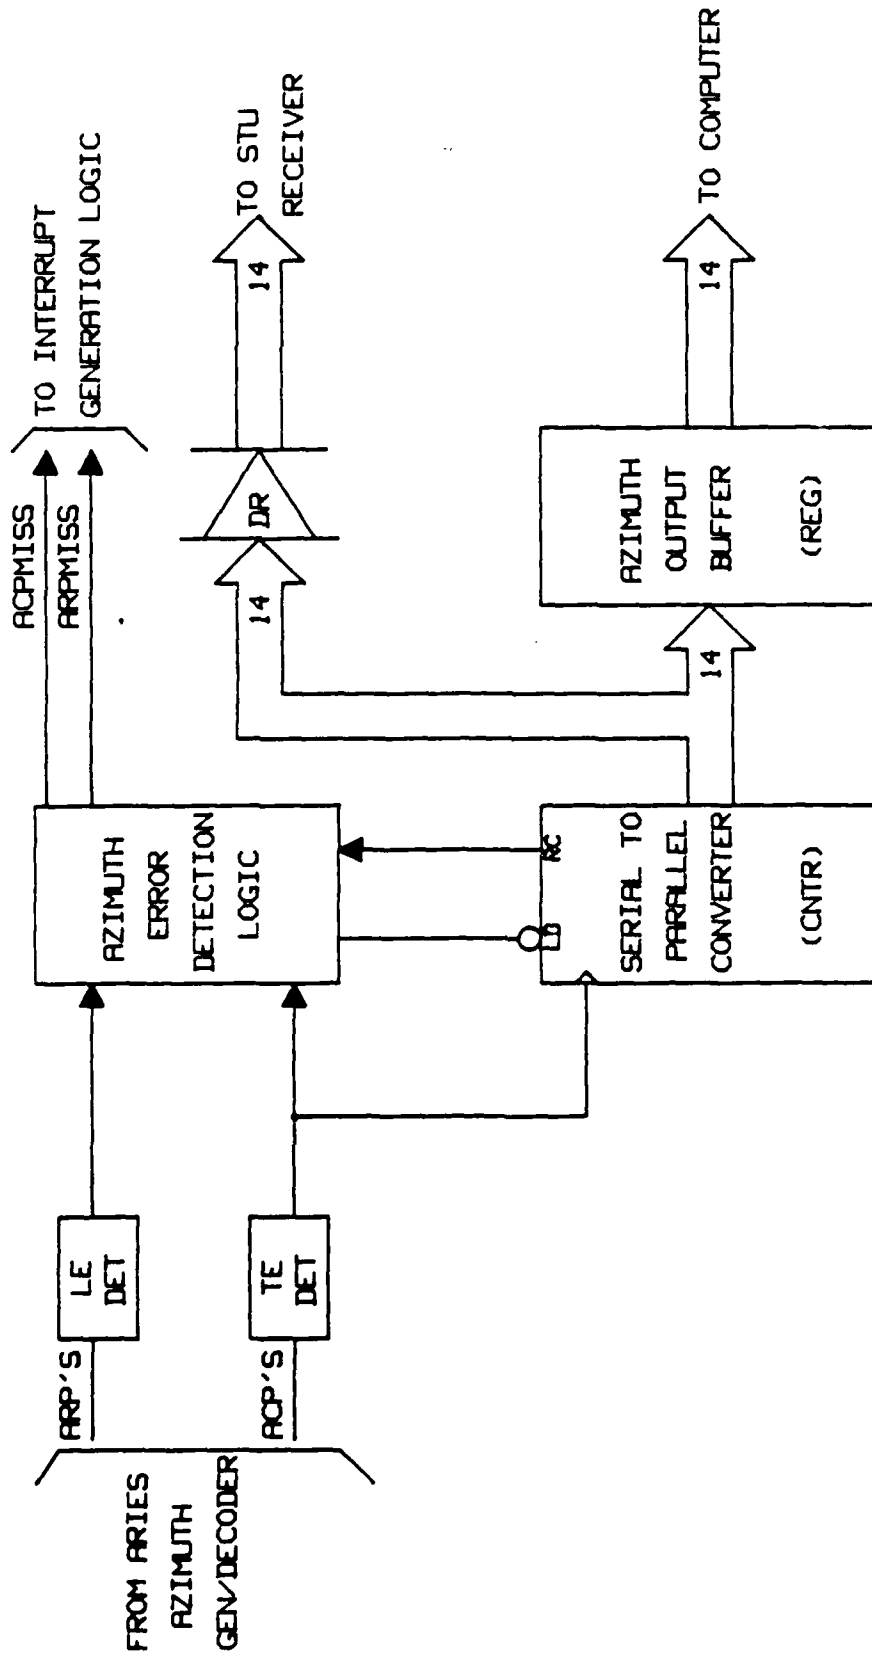 FROM ARIES
AZIMUTH
GEN/DECODER
ARP'S
ACP'S
LE
DET
TE
DET
AZIMUTH
ERROR
DETECTION
LOGIC
ACPMISS
ARPMISS
TO INTERRUPT
GENERATION LOGIC
LD
RC
SERIAL TO
PARALLEL
CONVERTER
(CNTR)
14
DR
14
TO STU
RECEIVER
14
AZIMUTH
OUTPUT
BUFFER
(REG)
14
TO COMPUTER